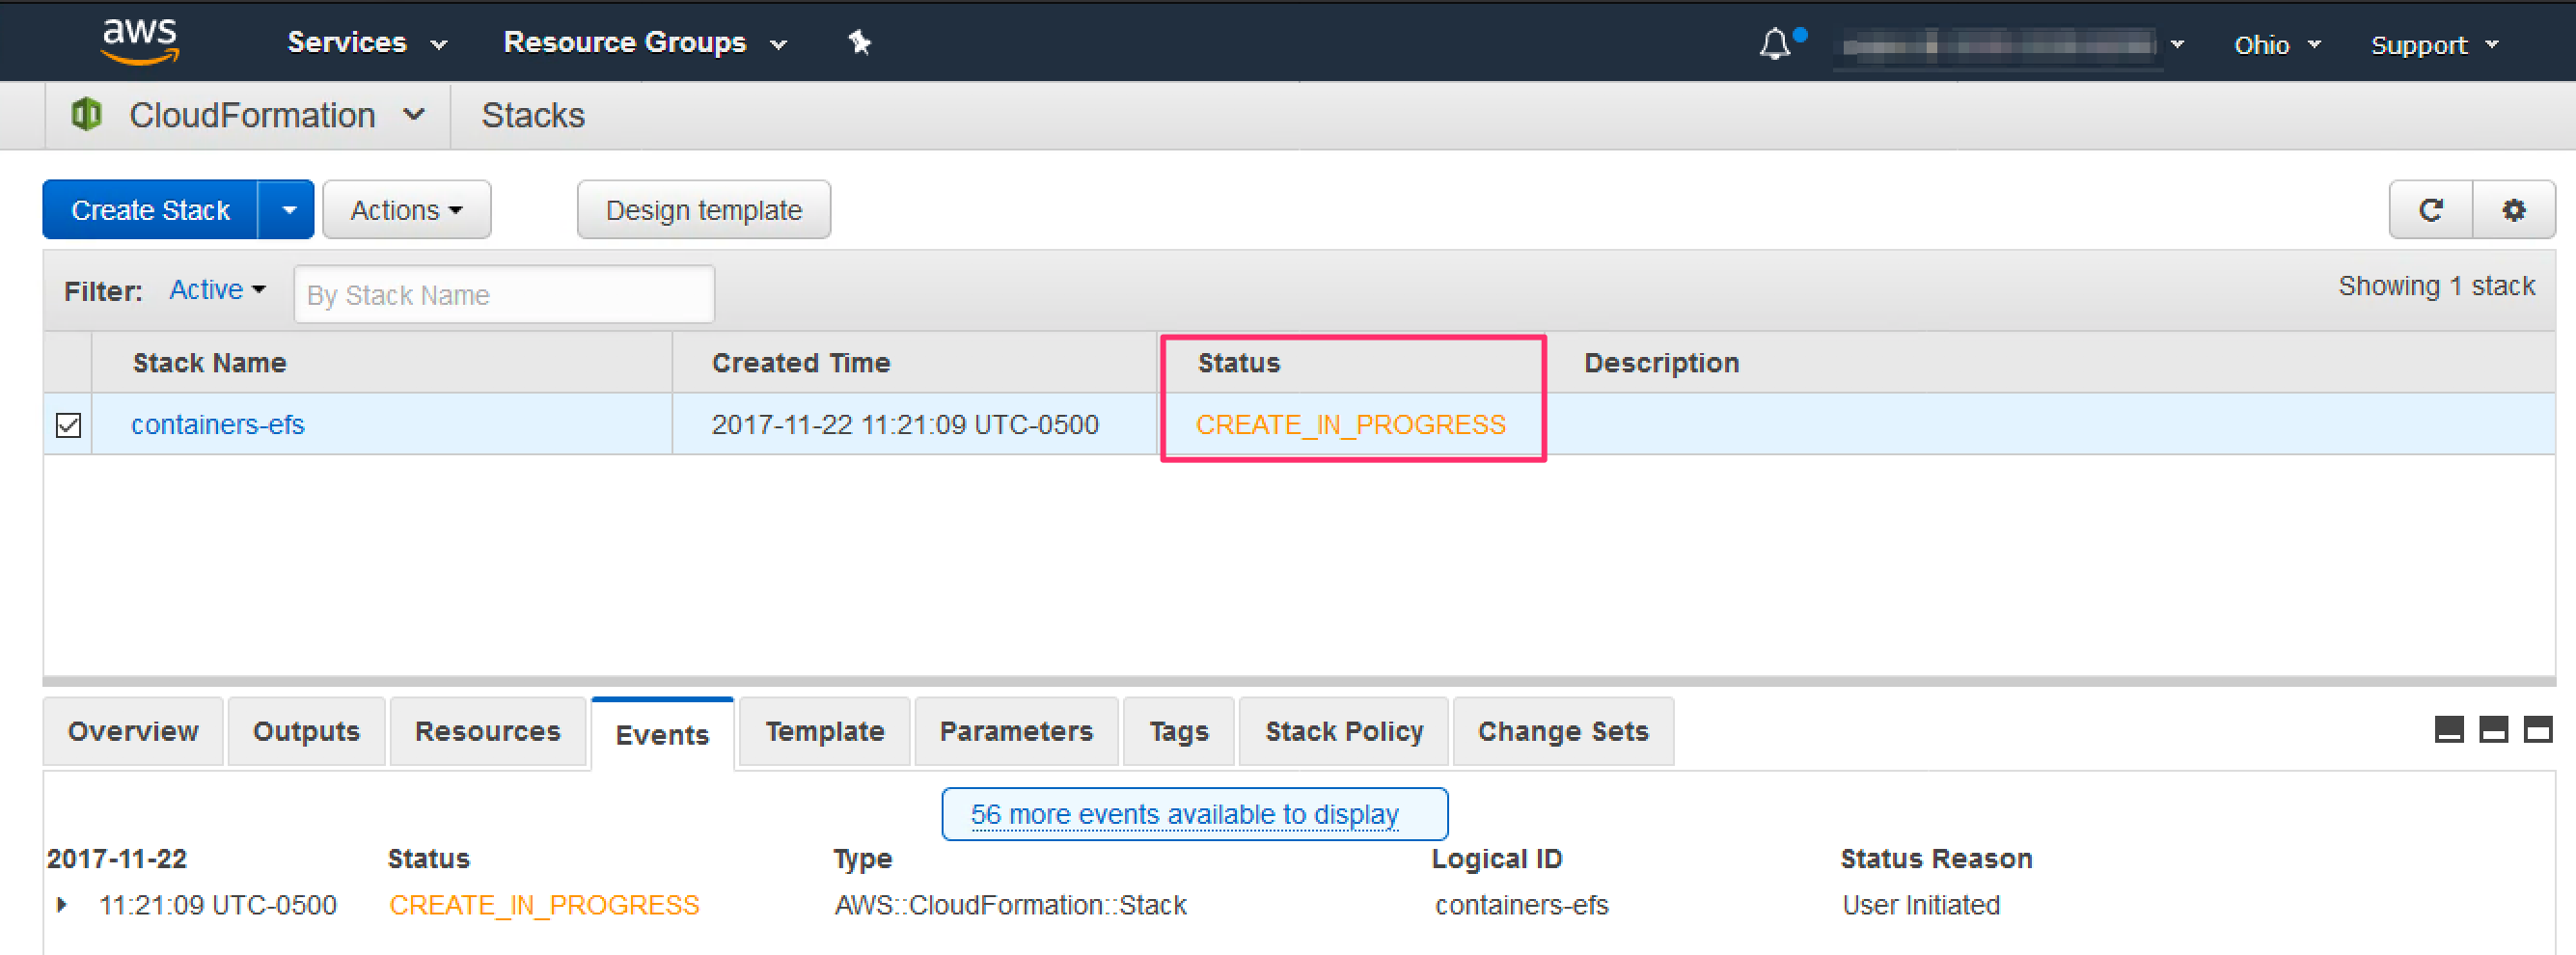 aws Services Resource Groups Ohio Support
CloudFormation Stacks
Create Stack Actions Design template
Filter: Active By Stack Name Showing 1 stack
Stack Name Created Time Status Description
containers-efs 2017-11-22 11:21:09 UTC-0500 CREATE_IN_PROGRESS
Overview Outputs Resources Events Template Parameters Tags Stack Policy Change Sets
56 more events available to display
2017-11-22 Status Type Logical ID Status Reason
11:21:09 UTC-0500 CREATE_IN_PROGRESS AWS::CloudFormation::Stack containers-efs User Initiated